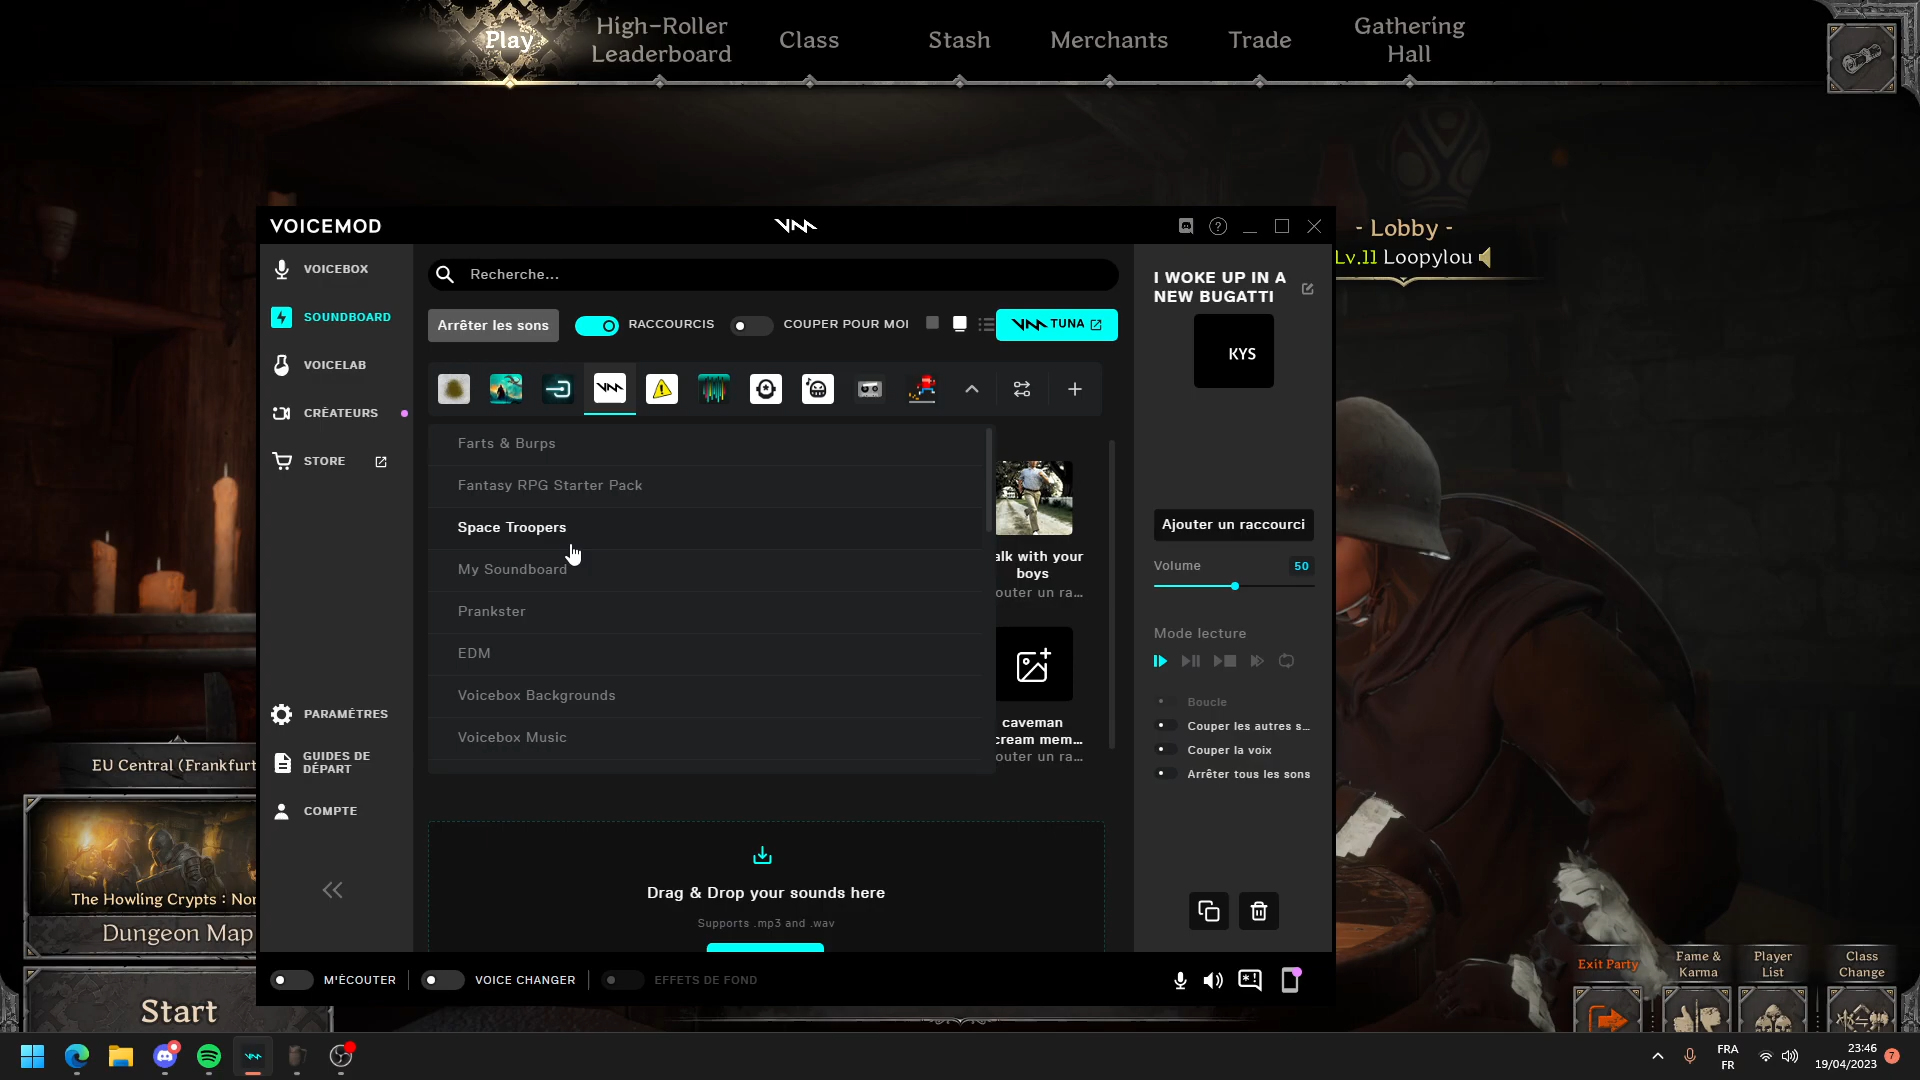 Play
High-Roller
Leaderboard
Class
Stash
Merchants
Trade
Gathering
Hall
- Lobby -
Lv.11 Loopylou
VOICEMOD
VOICEBOX
SOUNDBOARD
VOICELAB
CRÉATEURS
STORE
PARAMÈTRES
GUIDES DE
DÉPART
COMPTE
Recherche...
Arrêter les sons
RACCOURCIS
COUPER POUR MOI
TUNA
Farts & Burps
Fantasy RPG Starter Pack
Space Troopers
My Soundboard
Prankster
EDM
Voicebox Backgrounds
Voicebox Music
alk with your
boys
outer un ra...
caveman
cream mem...
outer un ra...
Drag & Drop your sounds here
Supports .mp3 and .wav
I WOKE UP IN A
NEW BUGATTI
KYS
Ajouter un raccourci
Volume
50
Mode lecture
Boucle
Couper les autres s...
Couper la voix
Arrêter tous les sons
M'ÉCOUTER
VOICE CHANGER
EFFETS DE FOND
EU Central (Frankfurt
The Howling Crypts : Nor
Dungeon Map
Start
Exit Party
Fame &
Karma
Player
List
Class
Change
FRA
FR
23:46
19/04/2023
7